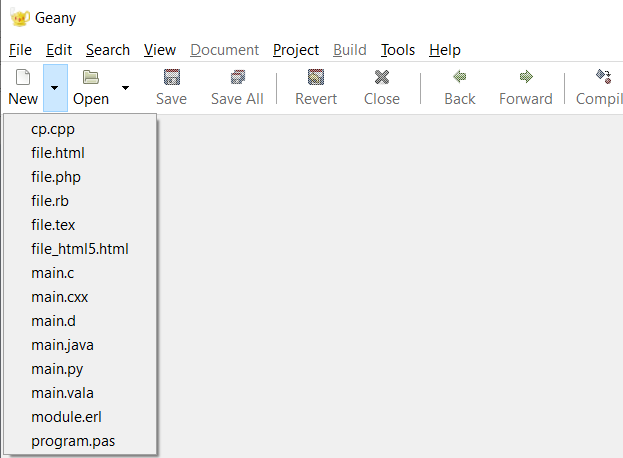 Geany
File Edit Search View Document Project Build Tools Help
New Open Save Save All Revert Close Back Forward
cp.cpp
file.html
file.php
file.rb
file.tex
file_html5.html
main.c
main.cxx
main.d
main.java
main.py
main.vala
module.erl
program.pas